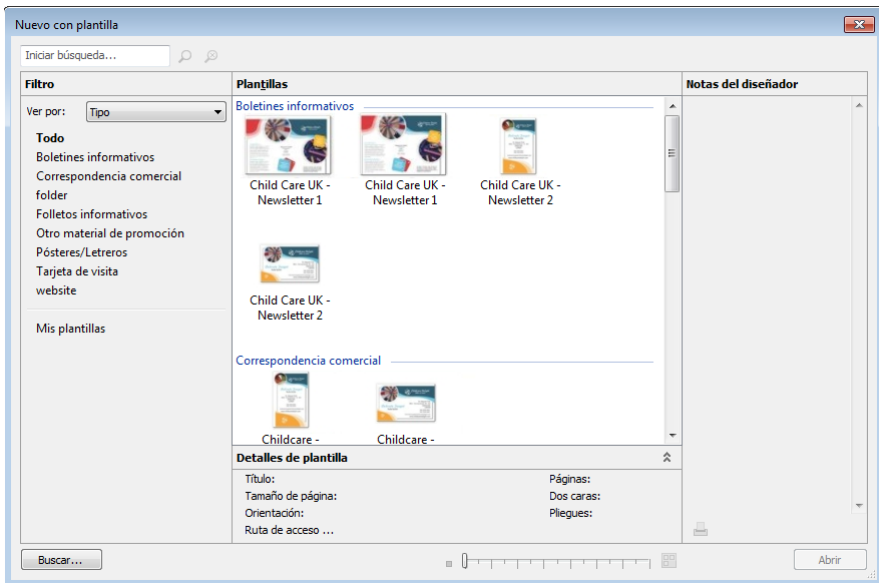 Nuevo con plantilla
Iniciar búsqueda...
Filtro
Plantillas
Notas del diseñador
Ver por:
Tipo
Todo
Boletines informativos
Correspondencia comercial
folder
Folletos informativos
Otro material de promoción
Pósteres/Letreros
Tarjeta de visita
website
Mis plantillas
Boletines informativos
Child Care UK -
Newsletter 1
Child Care UK -
Newsletter 1
Child Care UK -
Newsletter 2
Child Care UK -
Newsletter 2
Correspondencia comercial
Childcare -
Childcare -
Detalles de plantilla
Título:
Páginas:
Tamaño de página:
Dos caras:
Orientación:
Pliegues:
Ruta de acceso ...
Buscar...
Abrir